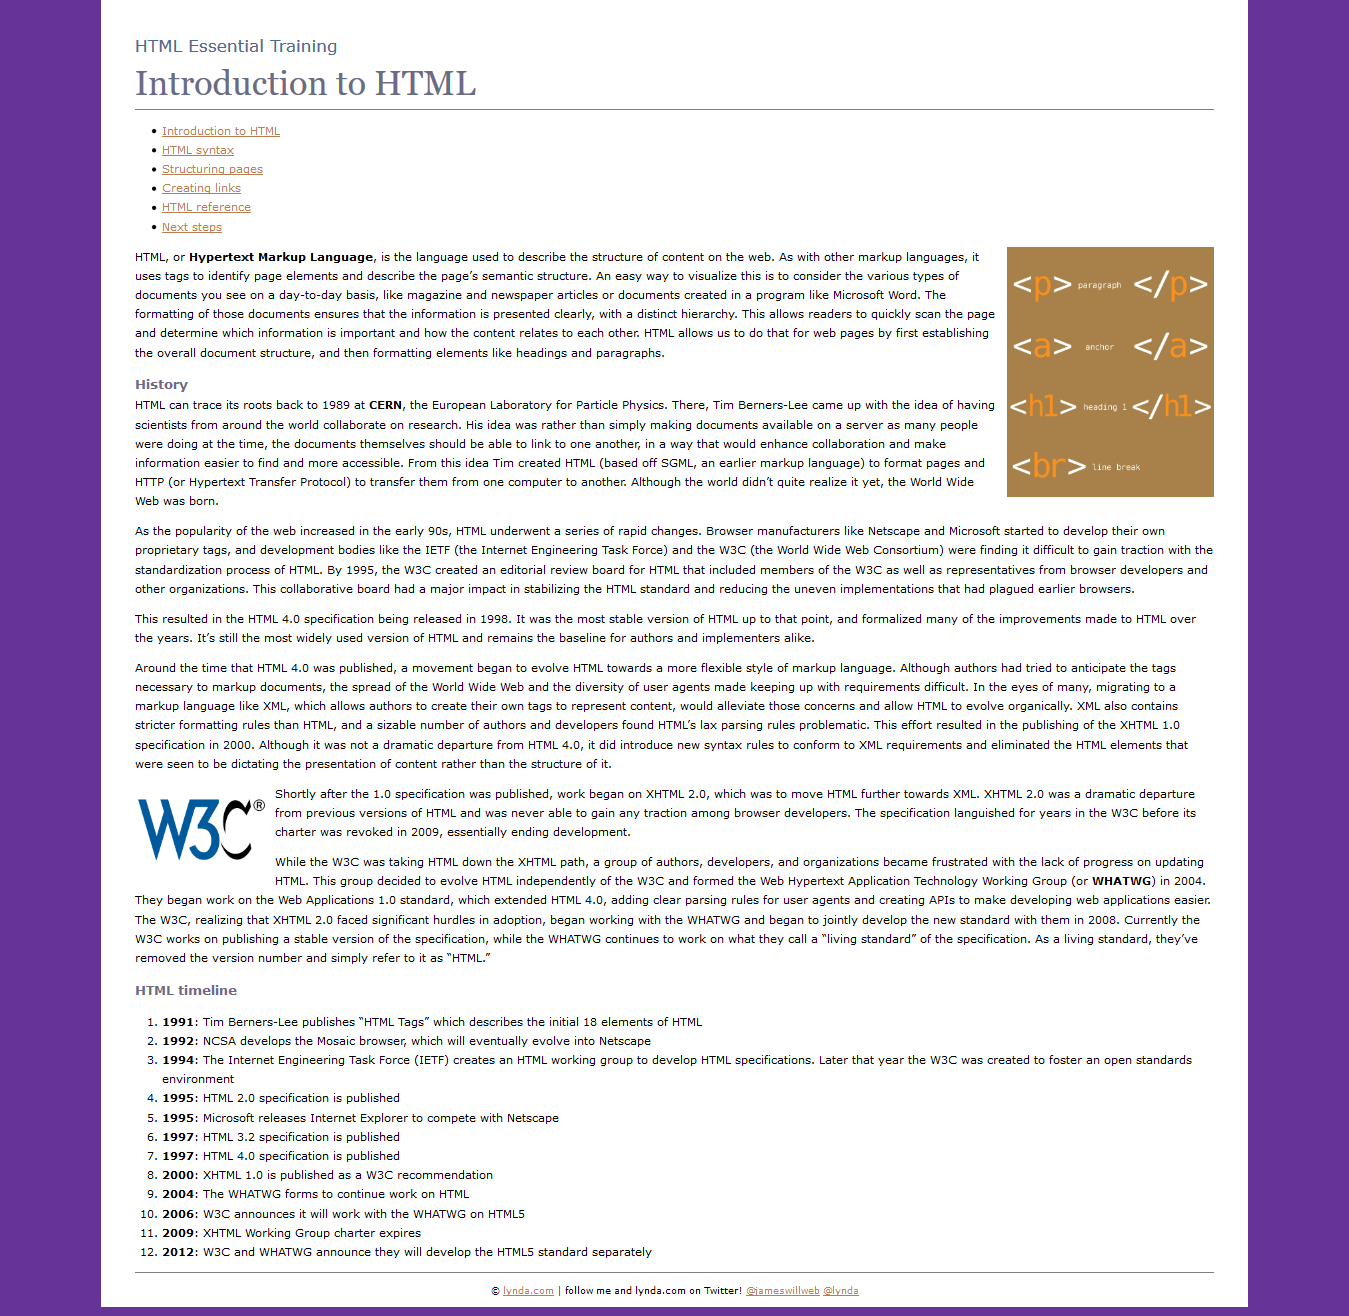 HTML Essential Training
Introduction to HTML
• Introduction to HTML
• HTML syntax
• Structuring pages
• Creating links
• HTML reference
• Next steps
HTML, or Hypertext Markup Language, is the language used to describe the structure of content on the web. As with other markup languages, it
uses tags to identify page elements and describe the page’s semantic structure. An easy way to visualize this is to consider the various types of
documents you see on a day-to-day basis, like magazine and newspaper articles or documents created in a program like Microsoft Word. The
formatting of those documents ensures that the information is presented clearly, with a distinct hierarchy. This allows readers to quickly scan the page
and determine which information is important and how the content relates to each other. HTML allows us to do that for web pages by first establishing
the overall document structure, and then formatting elements like headings and paragraphs.
<p> paragraph </p>
<a> anchor </a>
<h1> heading 1 </h1>
<br> line break
History
HTML can trace its roots back to 1989 at CERN, the European Laboratory for Particle Physics. There, Tim Berners-Lee came up with the idea of having
scientists from around the world collaborate on research. His idea was rather than simply making documents available on a server as many people
were doing at the time, the documents themselves should be able to link to one another, in a way that would enhance collaboration and make
information easier to find and more accessible. From this idea Tim created HTML (based off SGML, an earlier markup language) to format pages and
HTTP (or Hypertext Transfer Protocol) to transfer them from one computer to another. Although the world didn’t quite realize it yet, the World Wide
Web was born.
As the popularity of the web increased in the early 90s, HTML underwent a series of rapid changes. Browser manufacturers like Netscape and Microsoft started to develop their own
proprietary tags, and development bodies like the IETF (the Internet Engineering Task Force) and the W3C (the World Wide Web Consortium) were finding it difficult to gain traction with the
standardization process of HTML. By 1995, the W3C created an editorial review board for HTML that included members of the W3C as well as representatives from browser developers and
other organizations. This collaborative board had a major impact in stabilizing the HTML standard and reducing the uneven implementations that had plagued earlier browsers.
This resulted in the HTML 4.0 specification being released in 1998. It was the most stable version of HTML up to that point, and formalized many of the improvements made to HTML over
the years. It’s still the most widely used version of HTML and remains the baseline for authors and implementers alike.
Around the time that HTML 4.0 was published, a movement began to evolve HTML towards a more flexible style of markup language. Although authors had tried to anticipate the tags
necessary to markup documents, the spread of the World Wide Web and the diversity of user agents made keeping up with requirements difficult. In the eyes of many, migrating to a
markup language like XML, which allows authors to create their own tags to represent content, would alleviate those concerns and allow HTML to evolve organically. XML also contains
stricter formatting rules than HTML, and a sizable number of authors and developers found HTML’s lax parsing rules problematic. This effort resulted in the publishing of the XHTML 1.0
specification in 2000. Although it was not a dramatic departure from HTML 4.0, it did introduce new syntax rules to conform to XML requirements and eliminated the HTML elements that
were seen to be dictating the presentation of content rather than the structure of it.
W3C®
Shortly after the 1.0 specification was published, work began on XHTML 2.0, which was to move HTML further towards XML. XHTML 2.0 was a dramatic departure
from previous versions of HTML and was never able to gain any traction among browser developers. The specification languished for years in the W3C before its
charter was revoked in 2009, essentially ending development.
While the W3C was taking HTML down the XHTML path, a group of authors, developers, and organizations became frustrated with the lack of progress on updating
HTML. This group decided to evolve HTML independently of the W3C and formed the Web Hypertext Application Technology Working Group (or WHATWG) in 2004.
They began work on the Web Applications 1.0 standard, which extended HTML 4.0, adding clear parsing rules for user agents and creating APIs to make developing web applications easier.
The W3C, realizing that XHTML 2.0 faced significant hurdles in adoption, began working with the WHATWG and began to jointly develop the new standard with them in 2008. Currently the
W3C works on publishing a stable version of the specification, while the WHATWG continues to work on what they call a “living standard” of the specification. As a living standard, they’ve
removed the version number and simply refer to it as “HTML.”
HTML timeline
1. 1991: Tim Berners-Lee publishes “HTML Tags” which describes the initial 18 elements of HTML
2. 1992: NCSA develops the Mosaic browser, which will eventually evolve into Netscape
3. 1994: The Internet Engineering Task Force (IETF) creates an HTML working group to develop HTML specifications. Later that year the W3C was created to foster an open standards
environment
4. 1995: HTML 2.0 specification is published
5. 1995: Microsoft releases Internet Explorer to compete with Netscape
6. 1997: HTML 3.2 specification is published
7. 1997: HTML 4.0 specification is published
8. 2000: XHTML 1.0 is published as a W3C recommendation
9. 2004: The WHATWG forms to continue work on HTML
10. 2006: W3C announces it will work with the WHATWG on HTML5
11. 2009: XHTML Working Group charter expires
12. 2012: W3C and WHATWG announce they will develop the HTML5 standard separately
© lynda.com | follow me and lynda.com on Twitter! @jameswillweb @lynda